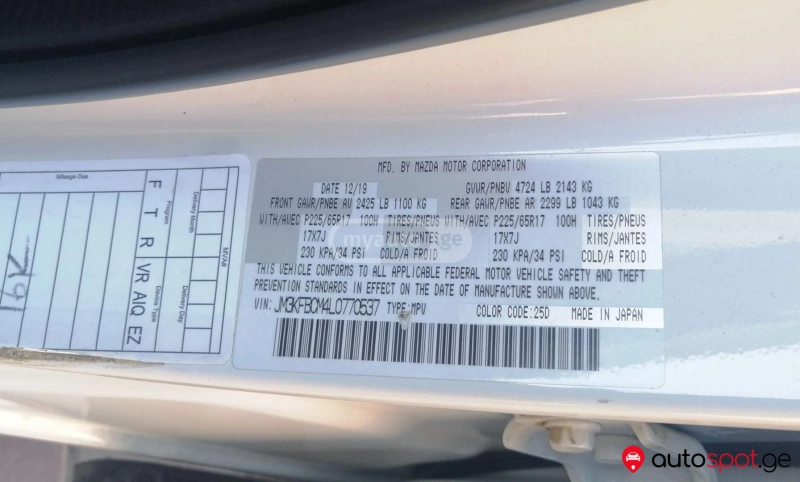 MFD. BY MAZDA MOTOR CORPORATION
DATE 12/19 GVWR/PNBV 4724 LB 2143 KG
FRONT GAWR/PNBE AV 2425 LB 1100 KG REAR GAWR/PNBE AR 2299 LB 1043 KG
WITH/AVEC P225/65R17 100H TIRES/PNEUS WITH/AVEC P225/65R17 100H TIRES/PNEUS
17X7J RIMS/JANTES 17X7J RIMS/JANTES
230 KPA/34 PSI COLD/A FROID 230 KPA/34 PSI COLD/A FROID
THIS VEHICLE CONFORMS TO ALL APPLICABLE FEDERAL MOTOR VEHICLE SAFETY AND THEFT
PREVENTION STANDARDS IN EFFECT ON THE DATE OF MANUFACTURE SHOWN ABOVE.
VIN: JM3KFBCM4L0770537 TYPE:MPV COLOR CODE:25D MADE IN JAPAN
Mileage Due
Delivery Month
MVA#
Program
F T R VR AIQ EZ
Device Type
Delivery Day
autospot.ge